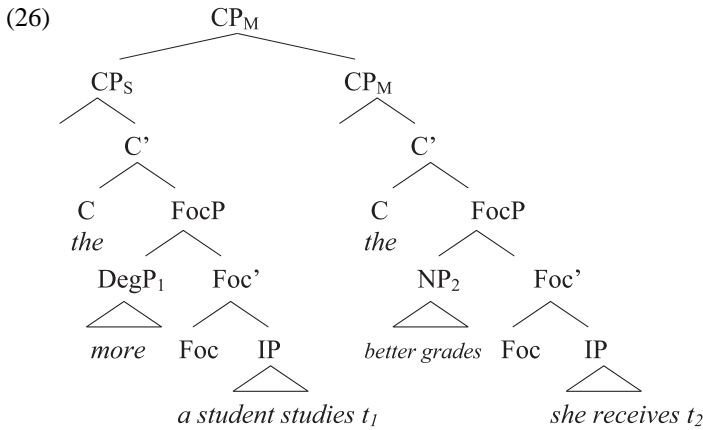 (26) CP_M
CP_S CP_M
C' C'
C FocP C FocP
the the
DegP_1 Foc' NP_2 Foc'
more Foc IP better grades Foc IP
a student studies t_1 she receives t_2